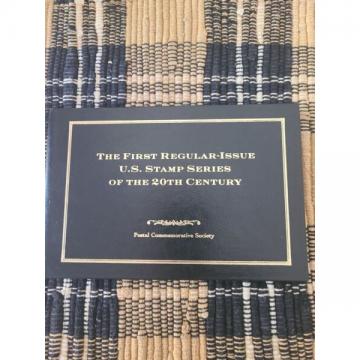 THE FIRST REGULAR-ISSUE
U.S. STAMP SERIES
OF THE 20TH CENTURY
Postal Commemorative Society